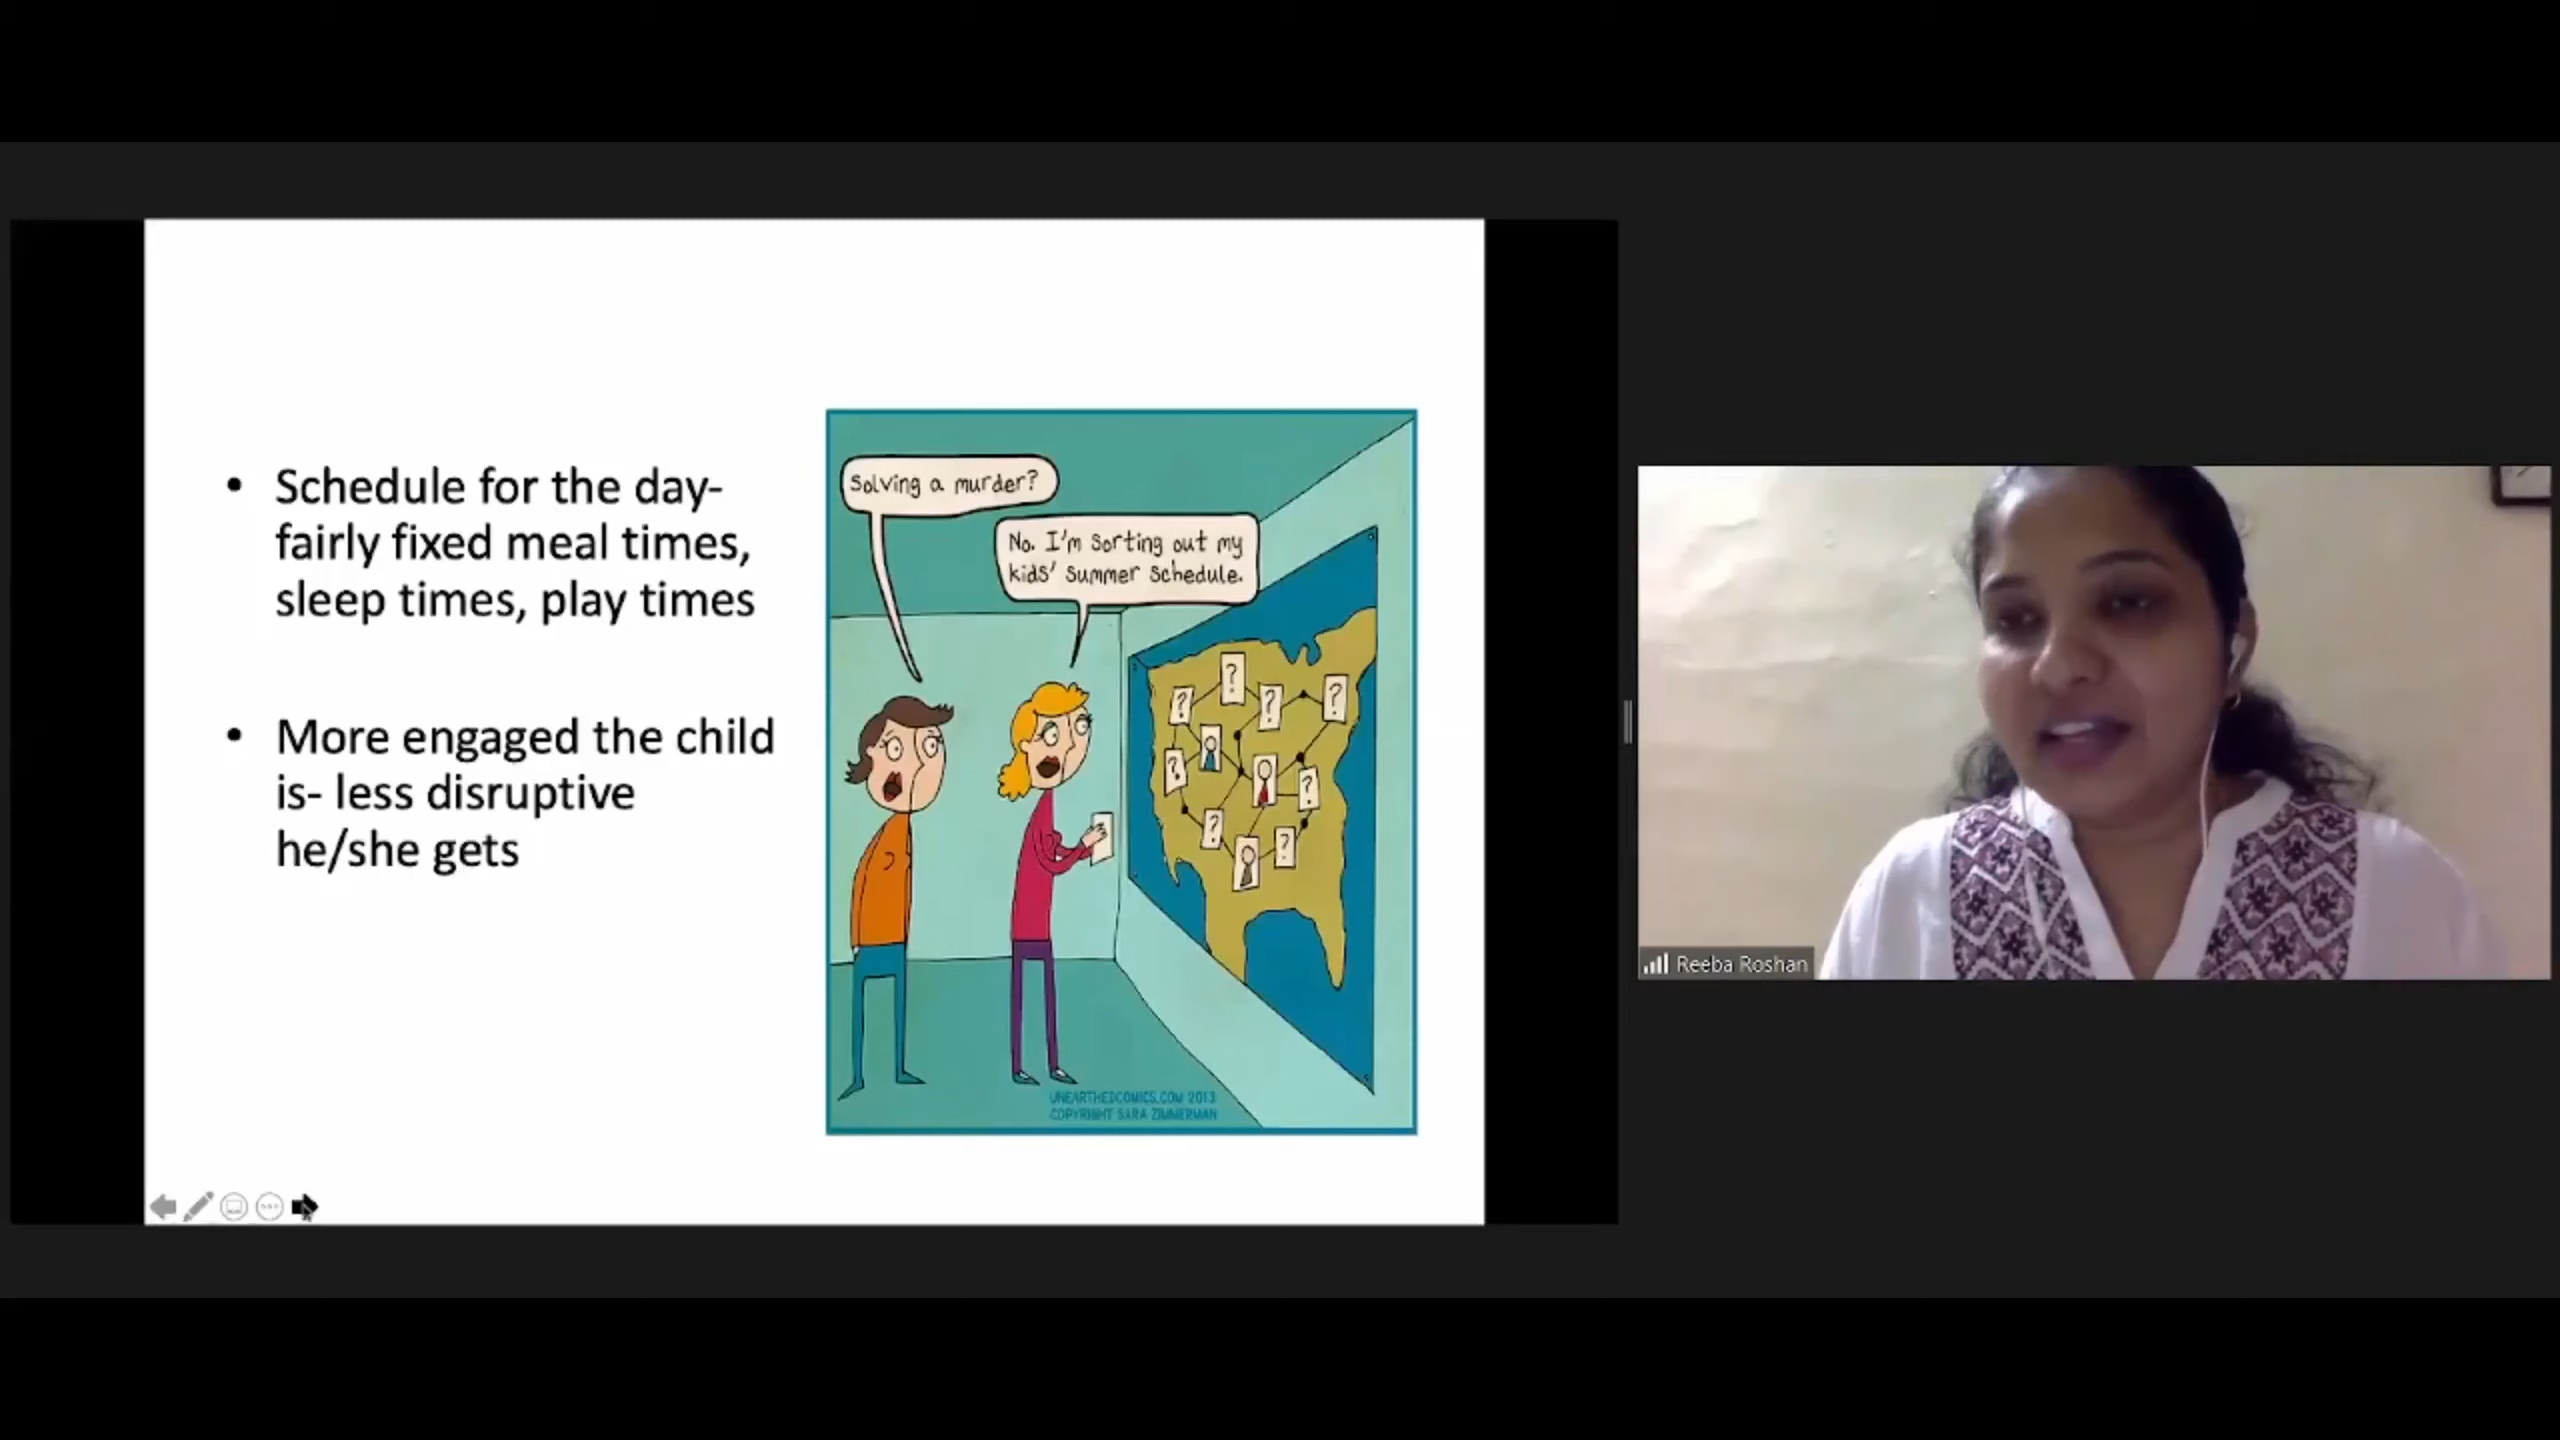 • Schedule for the day-
fairly fixed meal times,
sleep times, play times
• More engaged the child
is- less disruptive
he/she gets
Solving a murder?
No. I'm sorting out my
kids' summer schedule.
?
?
?
?
?
?
?
?
UNEARTHEDCOMICS.COM 2013
COPYRIGHT SARA ZIMMERMAN
Reeba Roshan